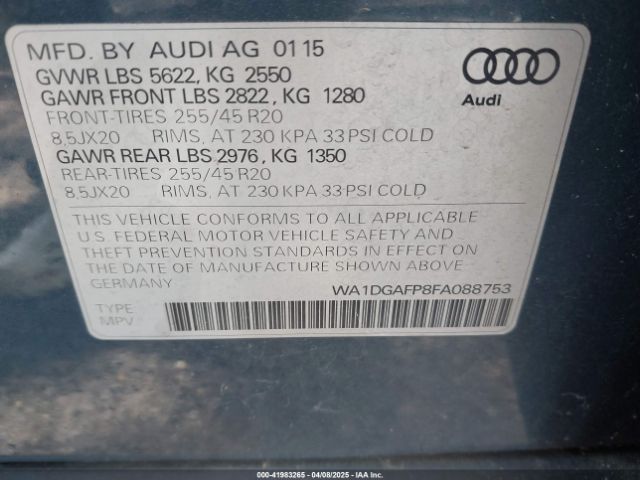 MFD. BY AUDI AG 01 15
GVWR LBS 5622, KG 2550
GAWR FRONT LBS 2822, KG 1280
FRONT-TIRES 255/45 R20
8,5JX20 RIMS, AT 230 KPA 33 PSI COLD
GAWR REAR LBS 2976, KG 1350
REAR-TIRES 255/45 R20
8,5JX20 RIMS, AT 230 KPA 33 PSI COLD
Audi
THIS VEHICLE CONFORMS TO ALL APPLICABLE
U.S. FEDERAL MOTOR VEHICLE SAFETY AND
THEFT PREVENTION STANDARDS IN EFFECT ON
THE DATE OF MANUFACTURE SHOWN ABOVE
GERMANY
WA1DGAFP8FA088753
TYPE
MPV
000-41983265 - 04/08/2025 - IAA Inc.